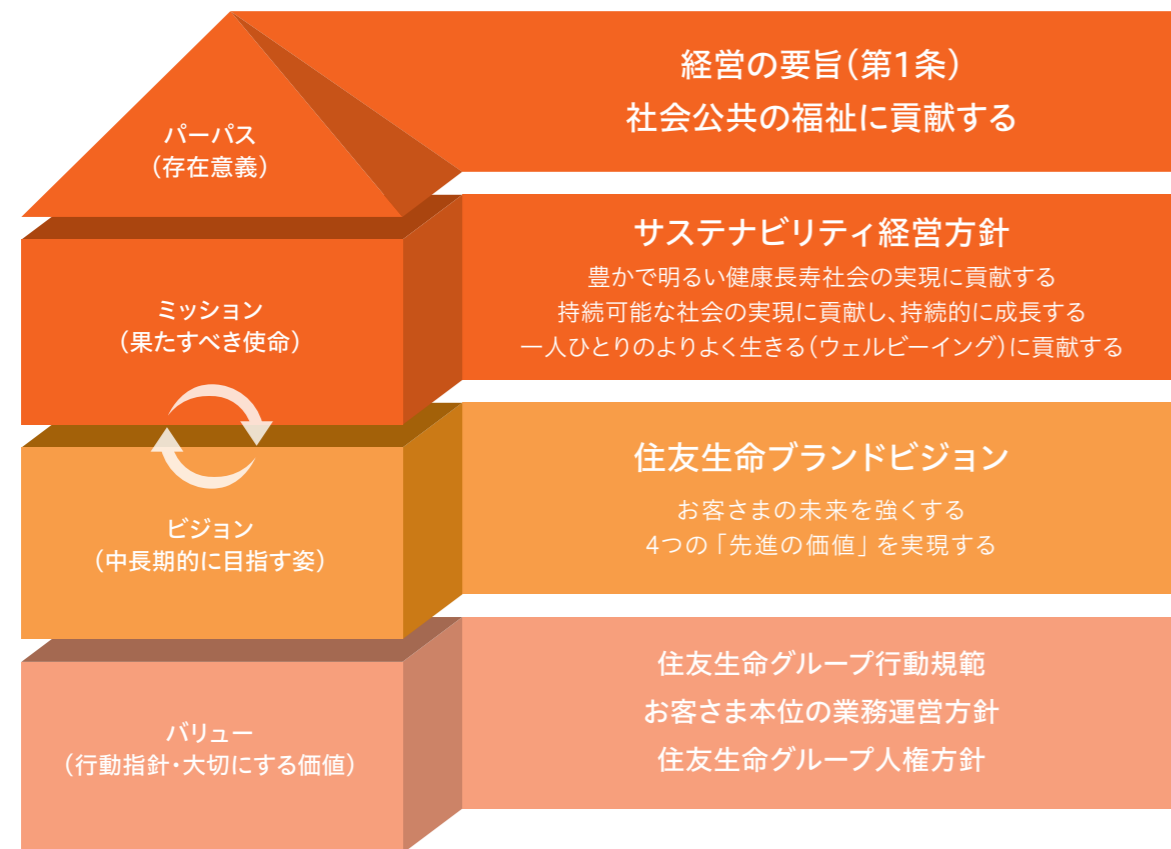 パーパス
（存在意義）
経営の要旨（第1条）
社会公共の福祉に貢献する
ミッション
（果たすべき使命）
サステナビリティ経営方針
豊かで明るい健康長寿社会の実現に貢献する
持続可能な社会の実現に貢献し、持続的に成長する
一人ひとりのよりよく生きる（ウェルビーイング）に貢献する
ビジョン
（中長期的に目指す姿）
住友生命ブランドビジョン
お客さまの未来を強くする
4つの「先進の価値」を実現する
バリュー
（行動指針・大切にする価値）
住友生命グループ行動規範
お客さま本位の業務運営方針
住友生命グループ人権方針